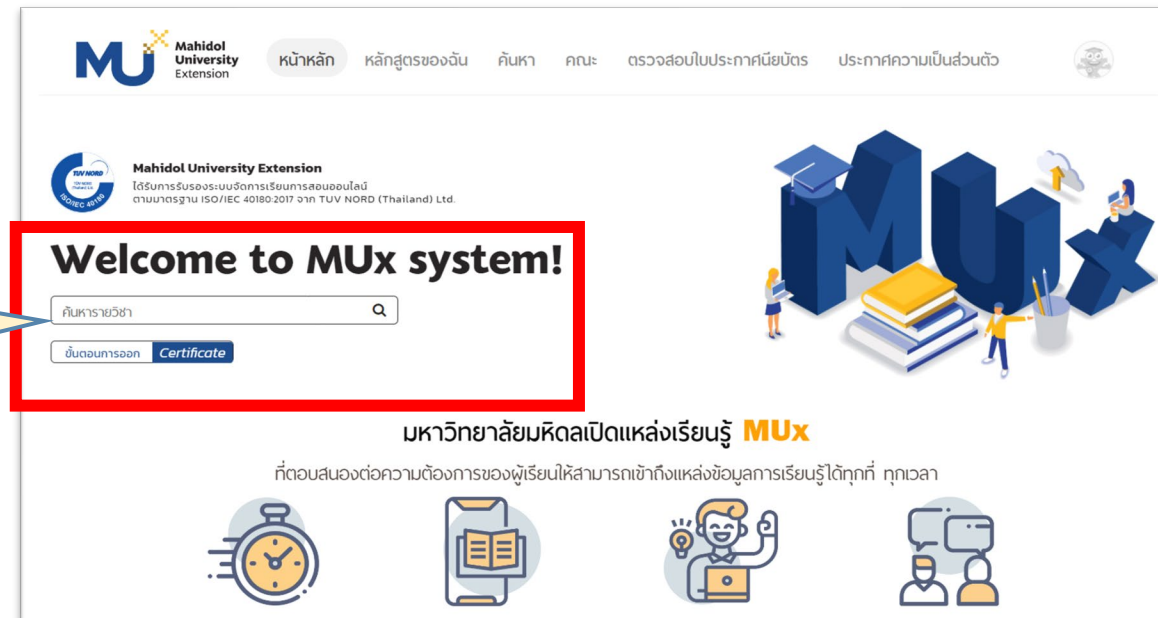 MUx
Mahidol
University
Extension
หน้าหลัก
หลักสูตรของฉัน
ค้นหา
คณะ
ตรวจสอบใบประกาศนียบัตร
ประกาศความเป็นส่วนตัว
TUV NORD
TUV NORD
(Thailand) Ltd.
ISO/IEC 40180
Mahidol University Extension
ได้รับการรับรองระบบจัดการเรียนการสอนออนไลน์
ตามมาตรฐาน ISO/IEC 40180:2017 จาก TUV NORD (Thailand) Ltd.
Welcome to MUx system!
ค้นหารายวิชา
ขั้นตอนการออก Certificate
MUx
มหาวิทยาลัยมหิดลเปิดแหล่งเรียนรู้ MUx
ที่ตอบสนองต่อความต้องการของผู้เรียนให้สามารถเข้าถึงแหล่งข้อมูลการเรียนรู้ได้ทุกที่ ทุกเวลา